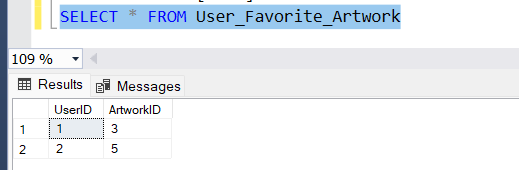 SELECT * FROM User_Favorite_Artwork
109 %
Results Messages
UserID ArtworkID
1 1 3
2 2 5